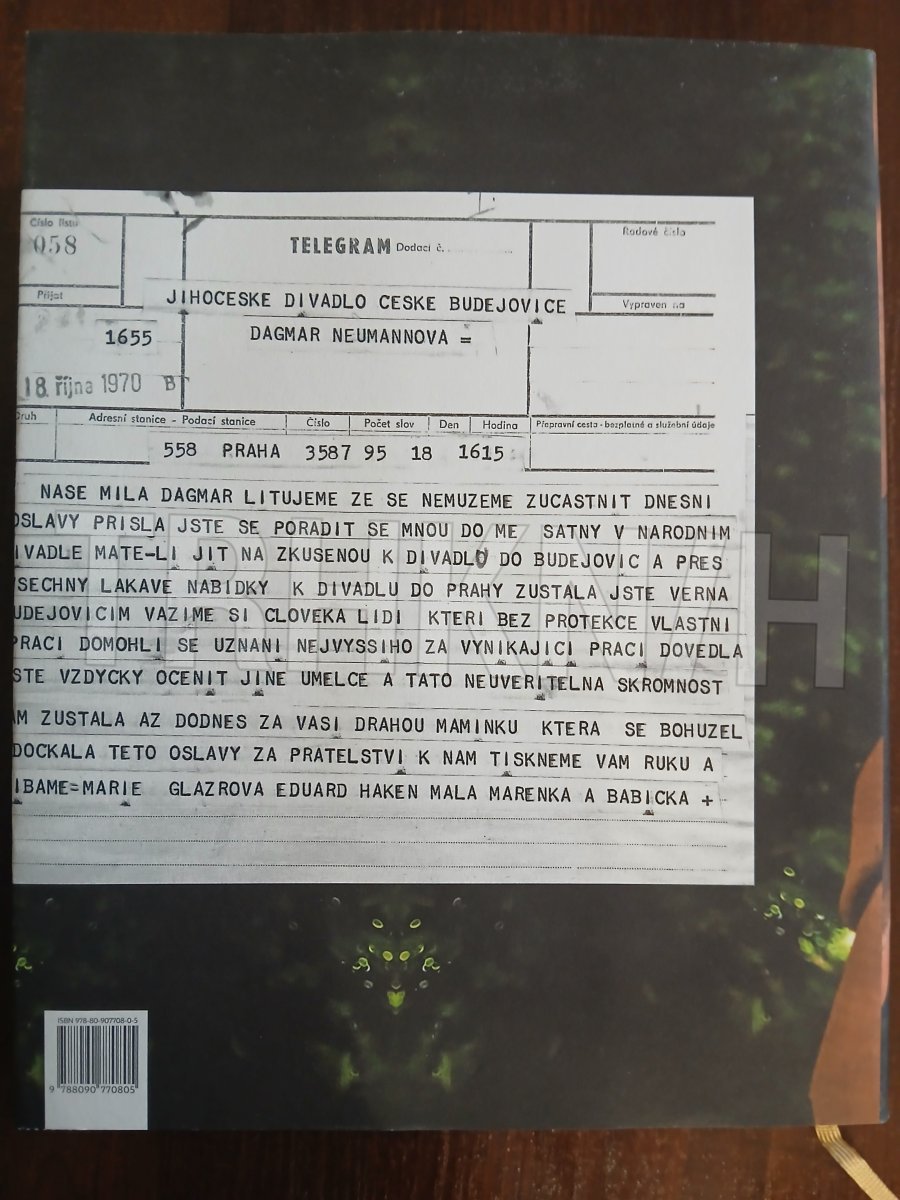 Číslo listu
058
TELEGRAM Dodací č.
Řadové číslo
Přijat
JIHOCESKE DIVADLO CESKE BUDEJOVICE
Vypraven na
1655
DAGMAR NEUMANNOVA =
18. října 1970 B
ruh
Adresní stanice - Podací stanice
Číslo
Počet slov
Den
Hodina
Přepravní cesta - bezplatné a služební údaje
558 PRAHA 3587 95 18 1615
NASE MILA DAGMAR LITUJEME ZE SE NEMUZEME ZUCASTNIT DNESNI
OSLAVY PRISLA JSTE SE PORADIT SE MNOU DO ME SATNY V NARODNIM
IVADLE MATE-LI JIT NA ZKUSENOU K DIVADLU DO BUDEJOVIC A PRES
VSECHNY LAKAVE NABIDKY K DIVADLU DO PRAHY ZUSTALA JSTE VERNA
UDEJOVICIM VAZIME SI CLOVEKA LIDI KTERI BEZ PROTEKCE VLASTNI
PRACI DOMOHLI SE UZNANI NEJVYSSIHO ZA VYNIKAJICI PRACI DOVEDLA
STE VZDYCKY OCENIT JINE UMELCE A TATO NEUVERITELNA SKROMNOST
AM ZUSTALA AZ DODNES ZA VASI DRAHOU MAMINKU KTERA SE BOHUZEL
DOCKALA TETO OSLAVY ZA PRATELSTVI K NAM TISKNEME VAM RUKU A
IBAME=MARIE GLAZROVA EDUARD HAKEN MALA MARENKA A BABICKA +
ISBN 978-80-907708-0-5
9 788090 770805